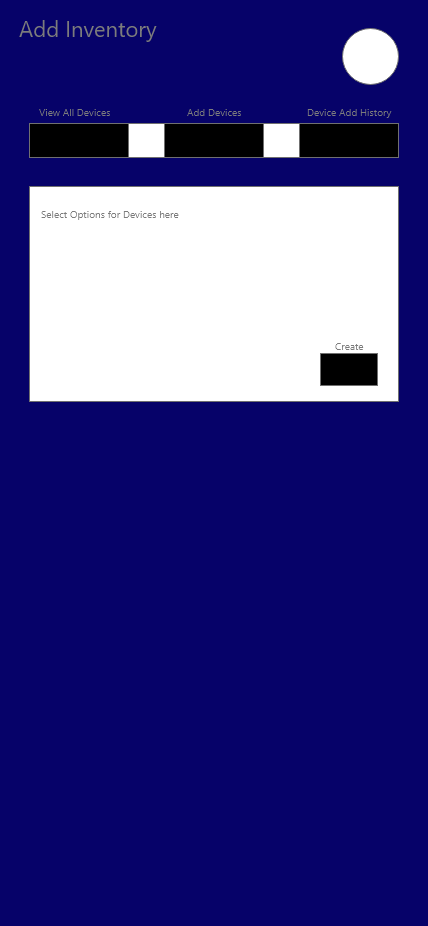 Add Inventory
View All Devices
Add Devices
Device Add History
Select Options for Devices here
Create